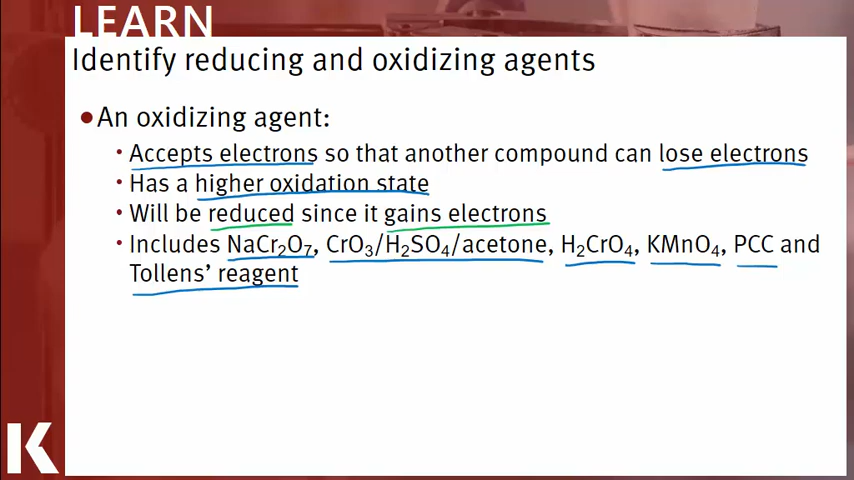 LEARN
Identify reducing and oxidizing agents
•An oxidizing agent:
• Accepts electrons so that another compound can lose electrons
• Has a higher oxidation state
• Will be reduced since it gains electrons
• Includes NaCr₂O₇, CrO₃/H₂SO₄/acetone, H₂CrO₄, KMnO₄, PCC and
Tollens’ reagent
K